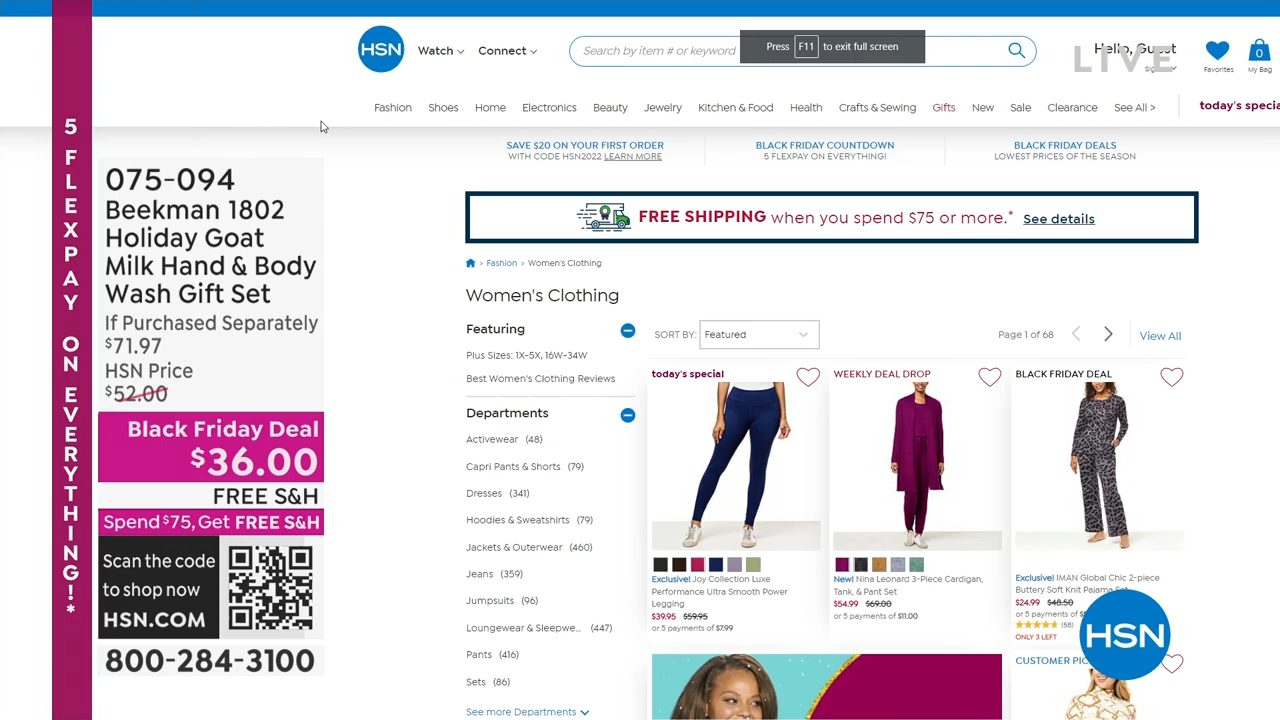 5 FLEXPAY ON EVERYTHING!*
075-094
Beekman 1802
Holiday Goat
Milk Hand & Body
Wash Gift Set
If Purchased Separately
$71.97
HSN Price
$52.00
Black Friday Deal
$36.00
FREE S&H
Spend $75, Get FREE S&H
Scan the code
to shop now
HSN.COM
800-284-3100
HSN
Watch
Connect
Search by item # or keyword
Press F11 to exit full screen
LIVE
Hello, Guest
Favorites
0
My Bag
Fashion Shoes Home Electronics Beauty Jewelry Kitchen & Food Health Crafts & Sewing Gifts New Sale Clearance See All >
today's specia
SAVE $20 ON YOUR FIRST ORDER
WITH CODE HSN2022 LEARN MORE
BLACK FRIDAY COUNTDOWN
5 FLEXPAY ON EVERYTHING!
BLACK FRIDAY DEALS
LOWEST PRICES OF THE SEASON
FREE SHIPPING when you spend $75 or more.* See details
> Fashion > Women's Clothing
Women's Clothing
Featuring
Plus Sizes: 1X-5X, 16W-34W
Best Women's Clothing Reviews
Departments
Activewear (48)
Capri Pants & Shorts (79)
Dresses (341)
Hoodies & Sweatshirts (79)
Jackets & Outerwear (460)
Jeans (359)
Jumpsuits (96)
Loungewear & Sleepwe... (447)
Pants (416)
Sets (86)
See more Departments
SORT BY: Featured
Page 1 of 68
View All
today's special
Exclusive! Joy Collection Luxe
Performance Ultra Smooth Power
Legging
$39.95 $59.95
or 5 payments of $7.99
WEEKLY DEAL DROP
New! Nina Leonard 3-Piece Cardigan,
Tank, & Pant Set
$54.99 $69.00
or 5 payments of $11.00
BLACK FRIDAY DEAL
Exclusive! IMAN Global Chic 2-piece
Buttery Soft Knit Pajama Set
$24.99 $48.50
or 5 payments of
(58)
ONLY 3 LEFT
HSN
CUSTOMER PIC